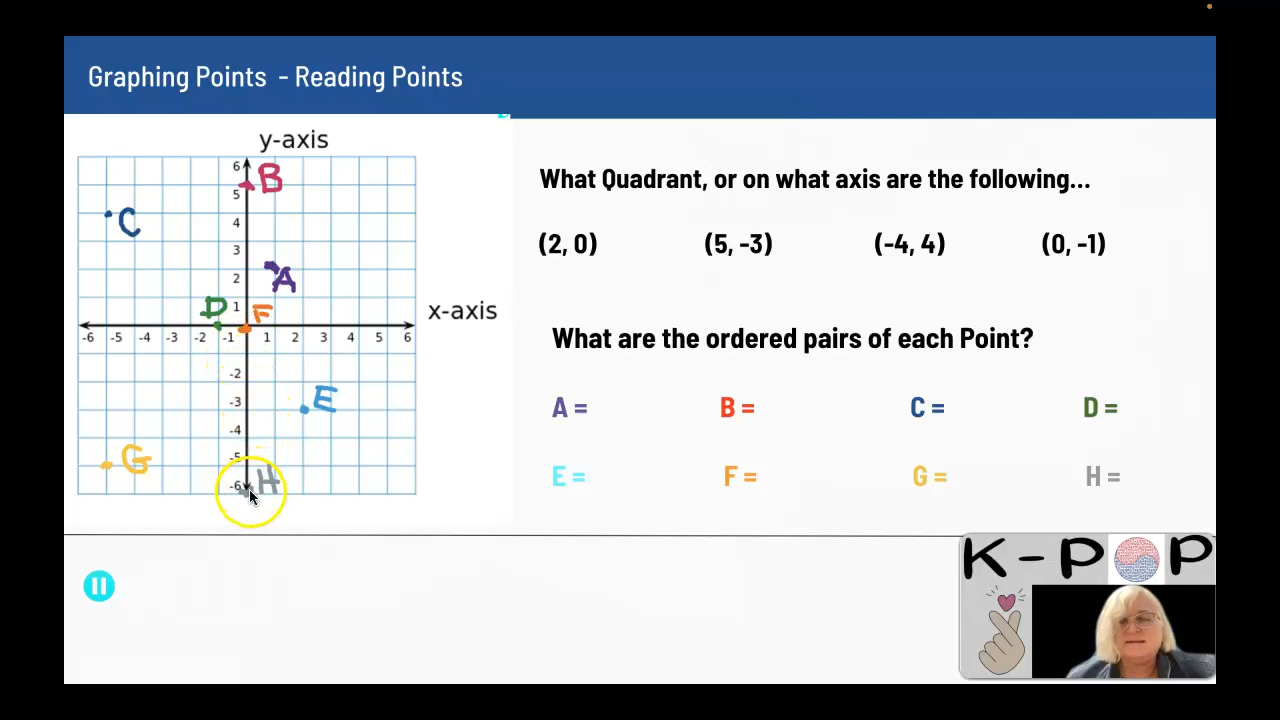 Graphing Points - Reading Points
y-axis
6
B
5
C
4
3
2
A
D
1
F
x-axis
-6 -5 -4 -3 -2 -1 1 2 3 4 5 6
-2
-3
E
-4
-5
G
-6
H
What Quadrant, or on what axis are the following...
(2, 0) (5, -3) (-4, 4) (0, -1)
What are the ordered pairs of each Point?
A = B = C = D =
E = F = G = H =
K-POP